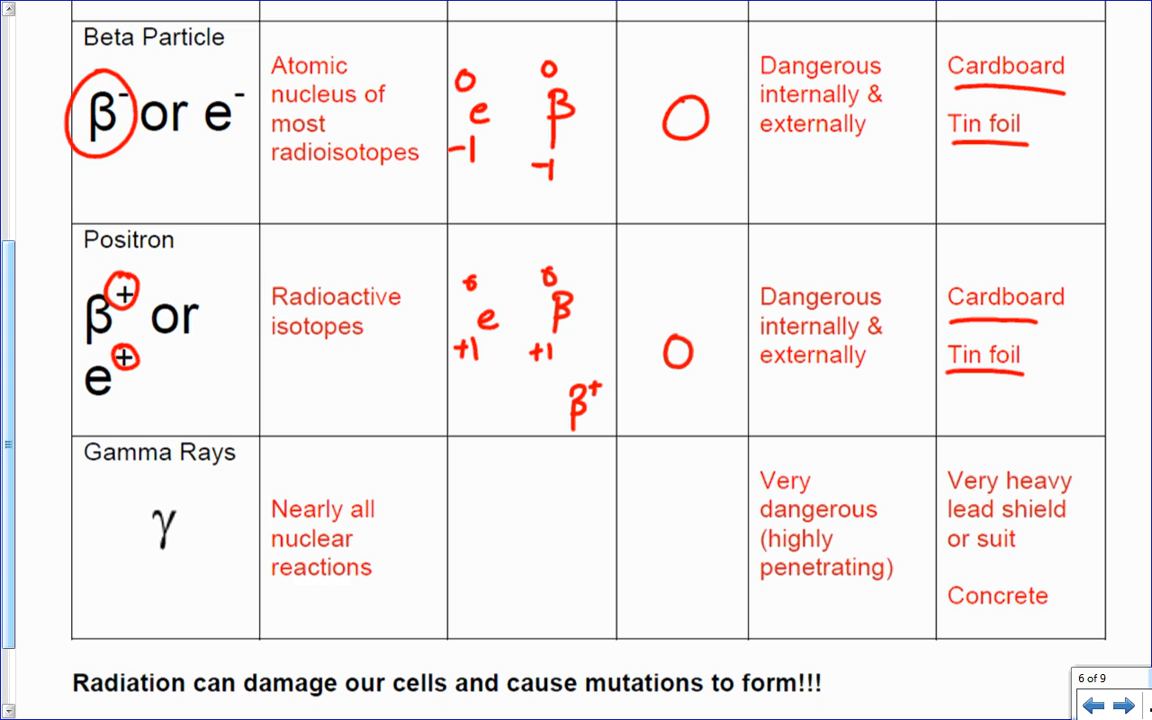 Beta Particle
β⁻ or e⁻
Atomic
nucleus of
most
radioisotopes
0 0
e β
-1 -1
0
Dangerous
internally &
externally
Cardboard
Tin foil
Positron
β⁺ or
e⁺
Radioactive
isotopes
0 0
e β
+1 +1
β⁺
0
Dangerous
internally &
externally
Cardboard
Tin foil
Gamma Rays
γ
Nearly all
nuclear
reactions
Very
dangerous
(highly
penetrating)
Very heavy
lead shield
or suit
Concrete
Radiation can damage our cells and cause mutations to form!!!
6 of 9